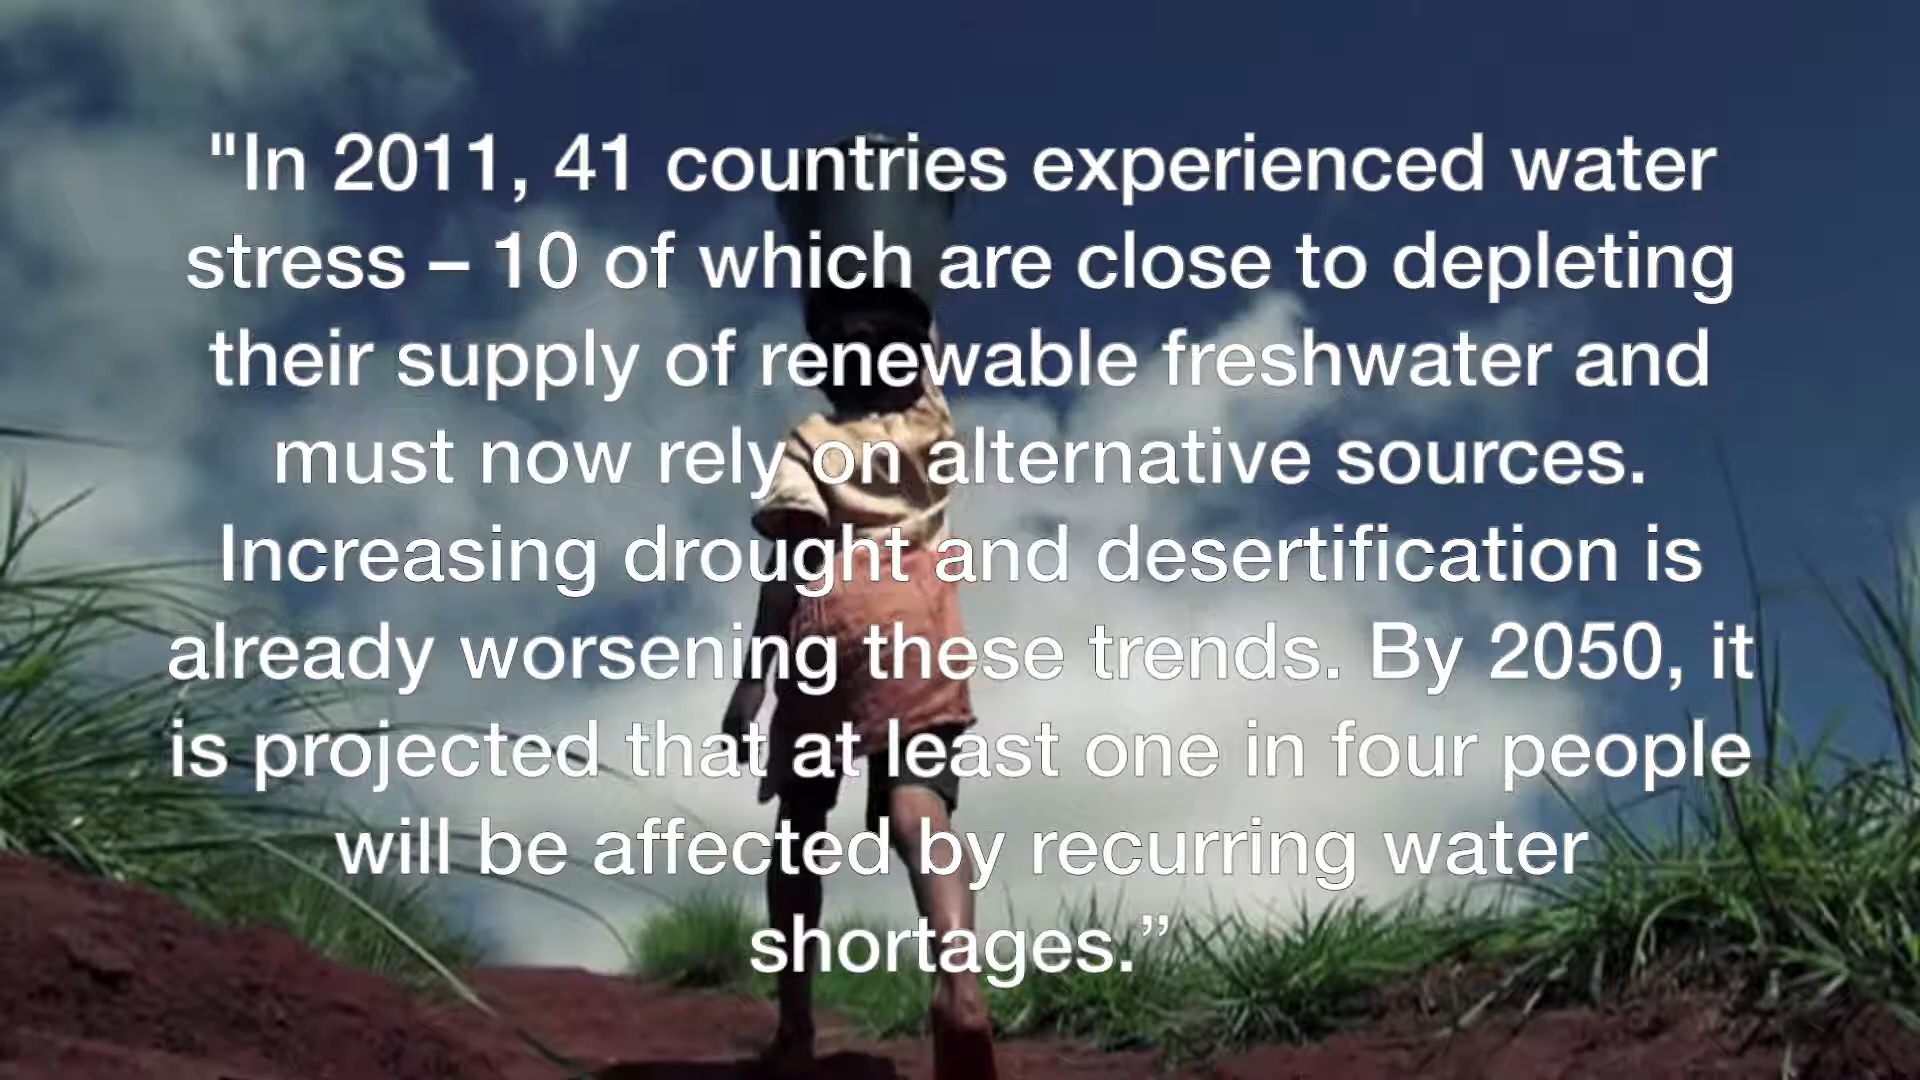 "In 2011, 41 countries experienced water
stress – 10 of which are close to depleting
their supply of renewable freshwater and
must now rely on alternative sources.
Increasing drought and desertification is
already worsening these trends. By 2050, it
is projected that at least one in four people
will be affected by recurring water
shortages.”